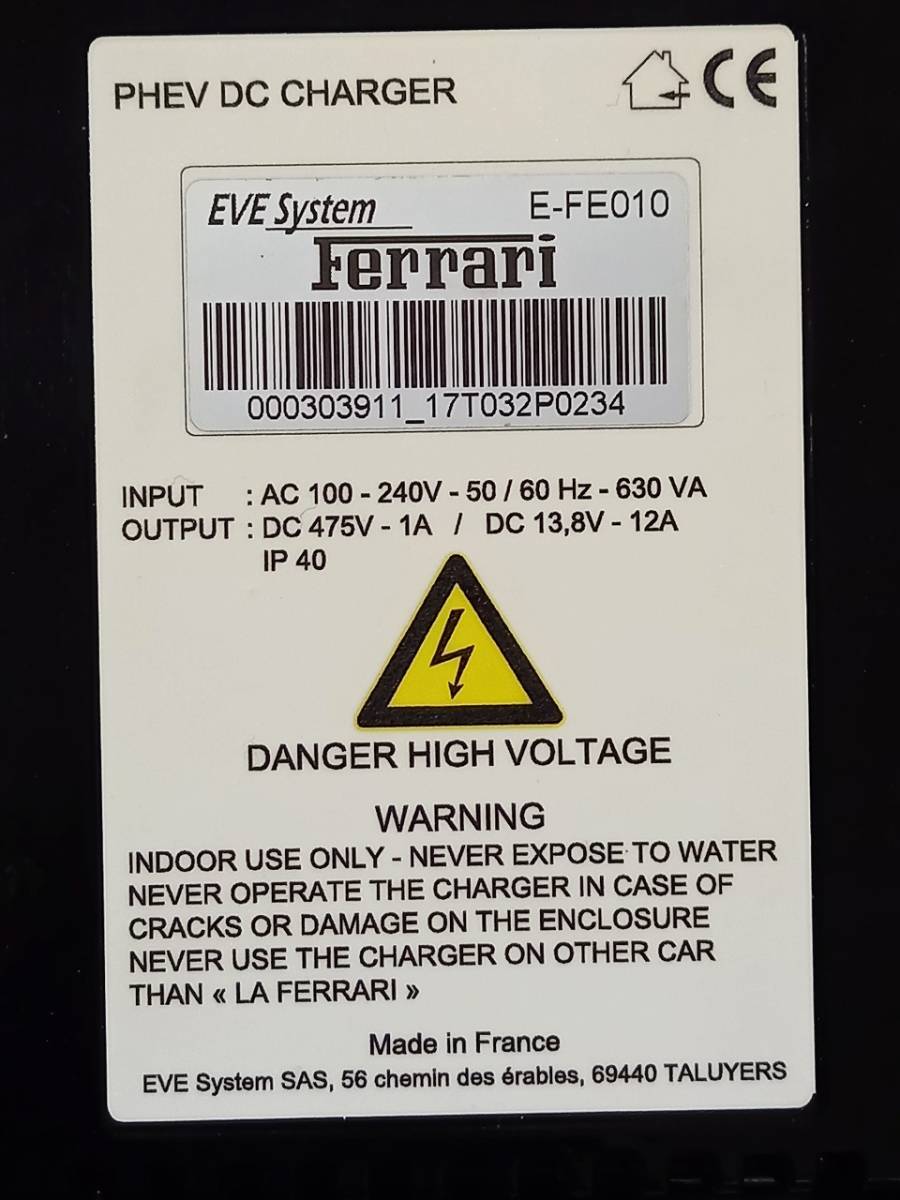 PHEV DC CHARGER CE
EVE System E-FE010
Ferrari
000303911_17T032P0234
INPUT : AC 100 - 240V - 50 / 60 Hz - 630 VA
OUTPUT : DC 475V - 1A / DC 13,8V - 12A
IP 40
DANGER HIGH VOLTAGE
WARNING
INDOOR USE ONLY - NEVER EXPOSE TO WATER
NEVER OPERATE THE CHARGER IN CASE OF
CRACKS OR DAMAGE ON THE ENCLOSURE
NEVER USE THE CHARGER ON OTHER CAR
THAN « LA FERRARI »
Made in France
EVE System SAS, 56 chemin des érables, 69440 TALUYERS